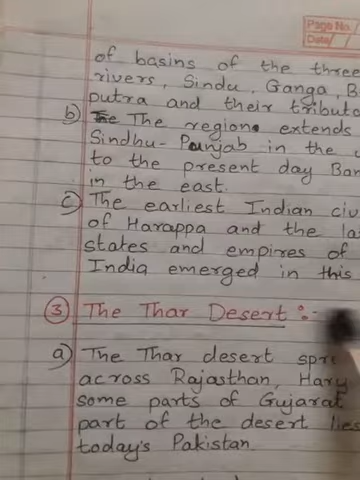 Page No.
Date
of basins of the three
rivers, Sindu, Ganga, B
putra and their tributa
b) The region extends
Sindhu-Punjab in the
to the present day Ban
in the east.
c) The earliest Indian civ
of Harappa and the la
states and empires of
India emerged in this
3 The Thar Desert :-
a) The Thar desert spre
across Rajasthan, Hary
some parts of Gujarat
part of the desert lies
today's Pakistan